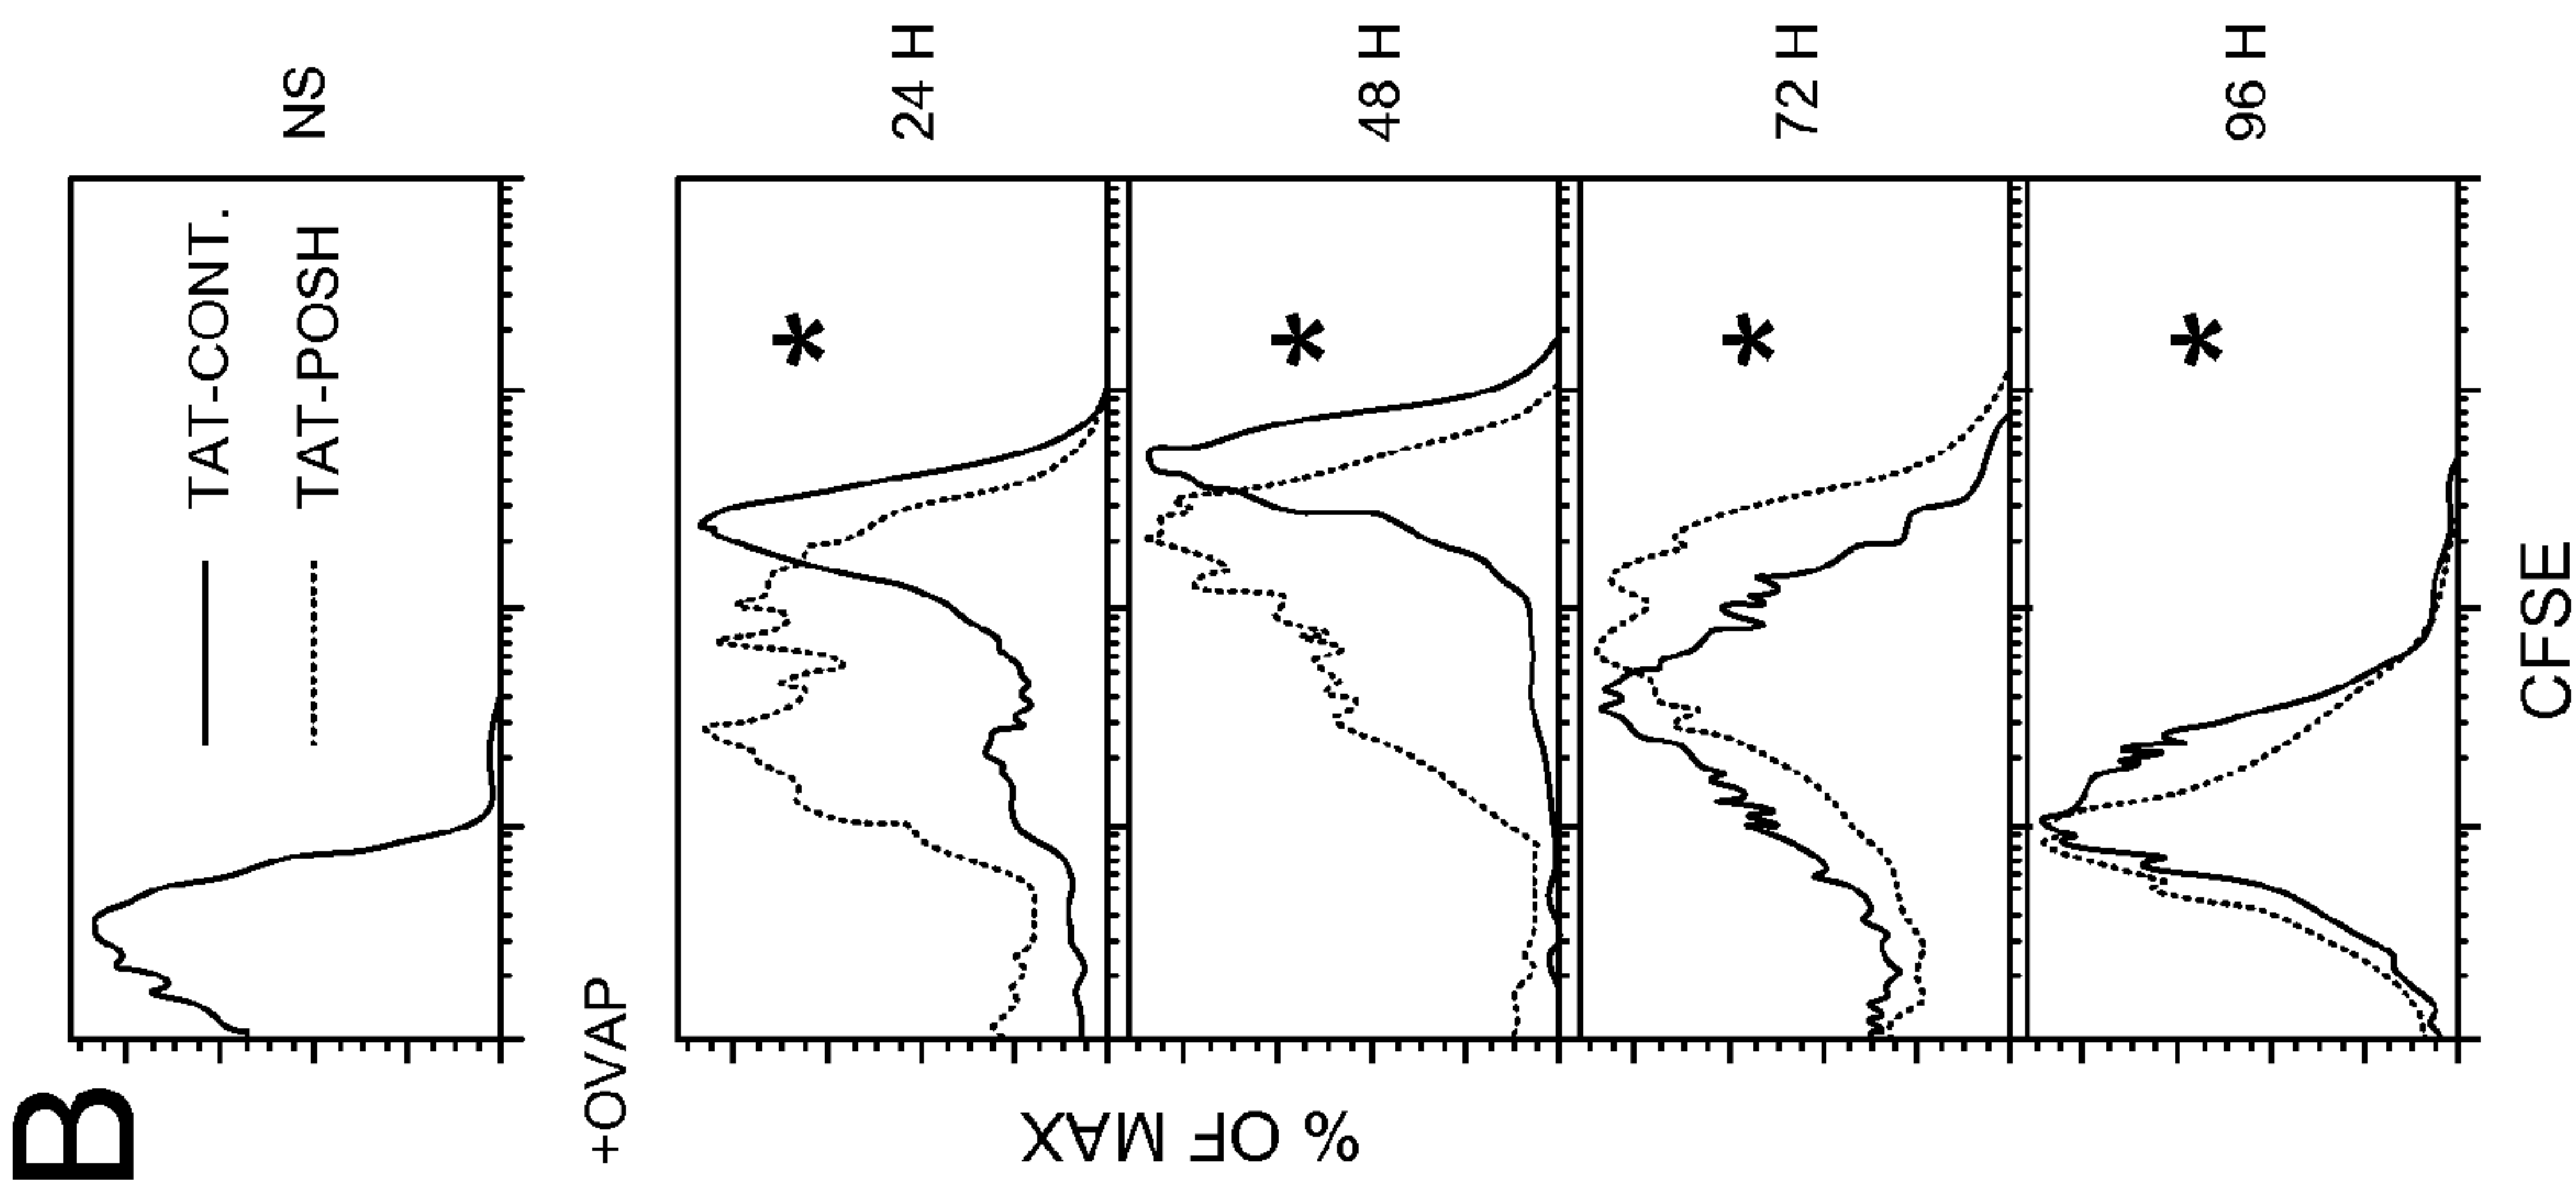 B
NS
TAT-CONT.
TAT-POSH
+OVAP
24 H
*
48 H
*
72 H
*
96 H
*
% OF MAX
CFSE